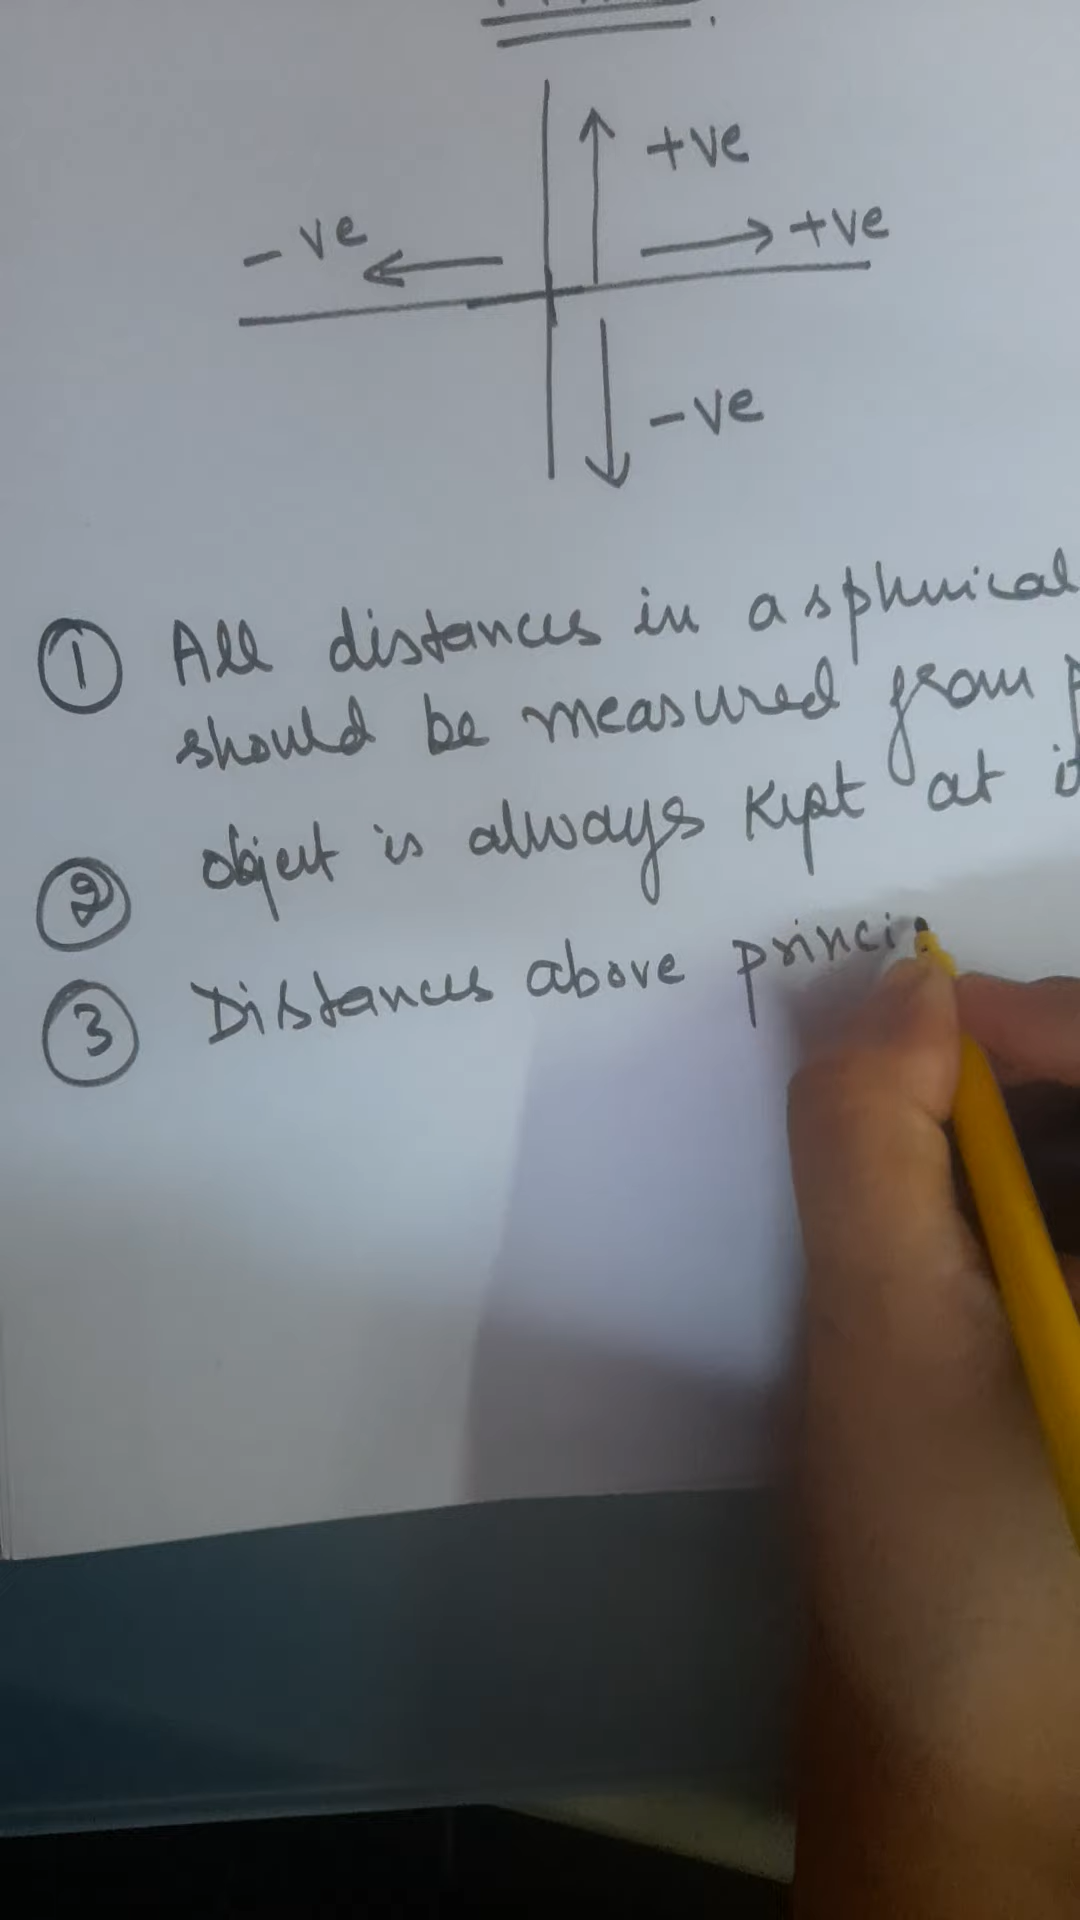 +ve
-ve
+ve
-ve
① All distances in a spherical
should be measured from
② object is always kept at
③ Distances above princi